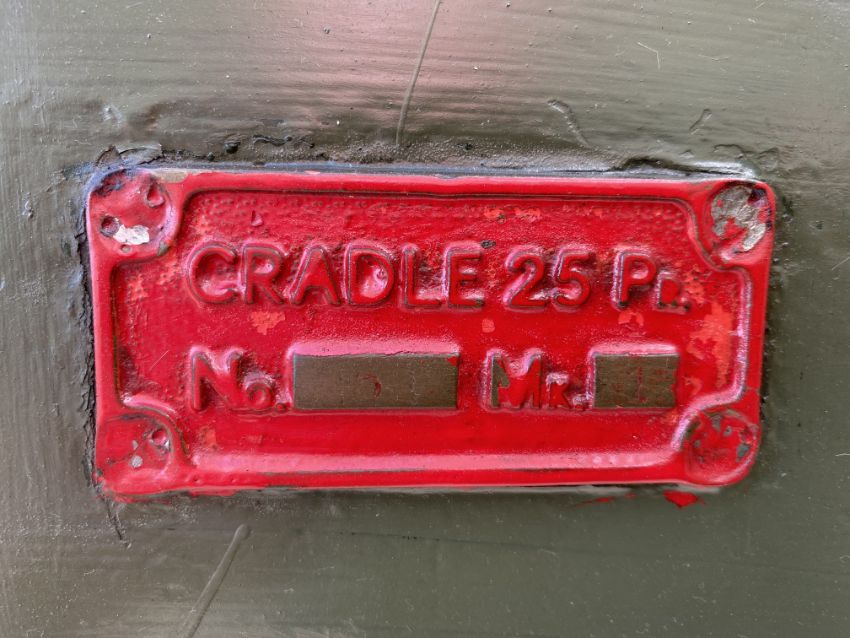 CRADLE 25 PR.
No. Mk.